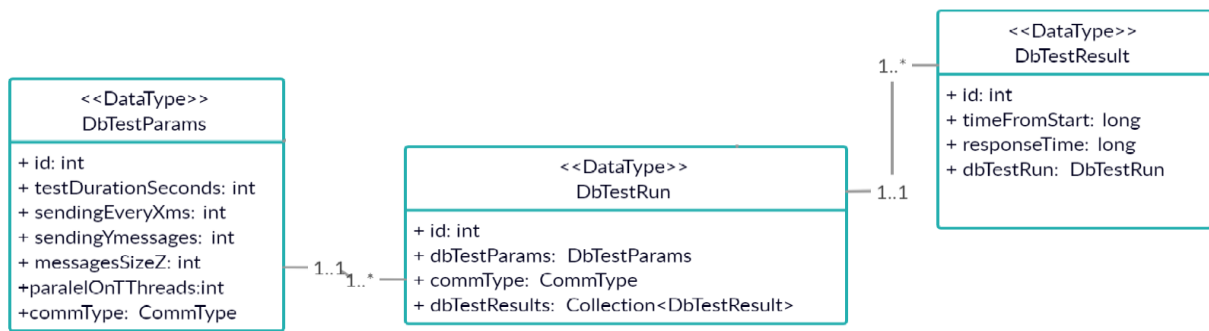 <<DataType>>
DbTestParams
+ id: int
+ testDurationSeconds: int
+ sendingEveryXms: int
+ sendingYmessages: int
+ messagesSizeZ: int
+paralelOnTThreads:int
+commType: CommType
1..1
1..*
<<DataType>>
DbTestRun
+ id: int
+ dbTestParams: DbTestParams
+ commType: CommType
+ dbTestResults: Collection<DbTestResult>
1..1
1..*
<<DataType>>
DbTestResult
+ id: int
+ timeFromStart: long
+ responseTime: long
+ dbTestRun: DbTestRun